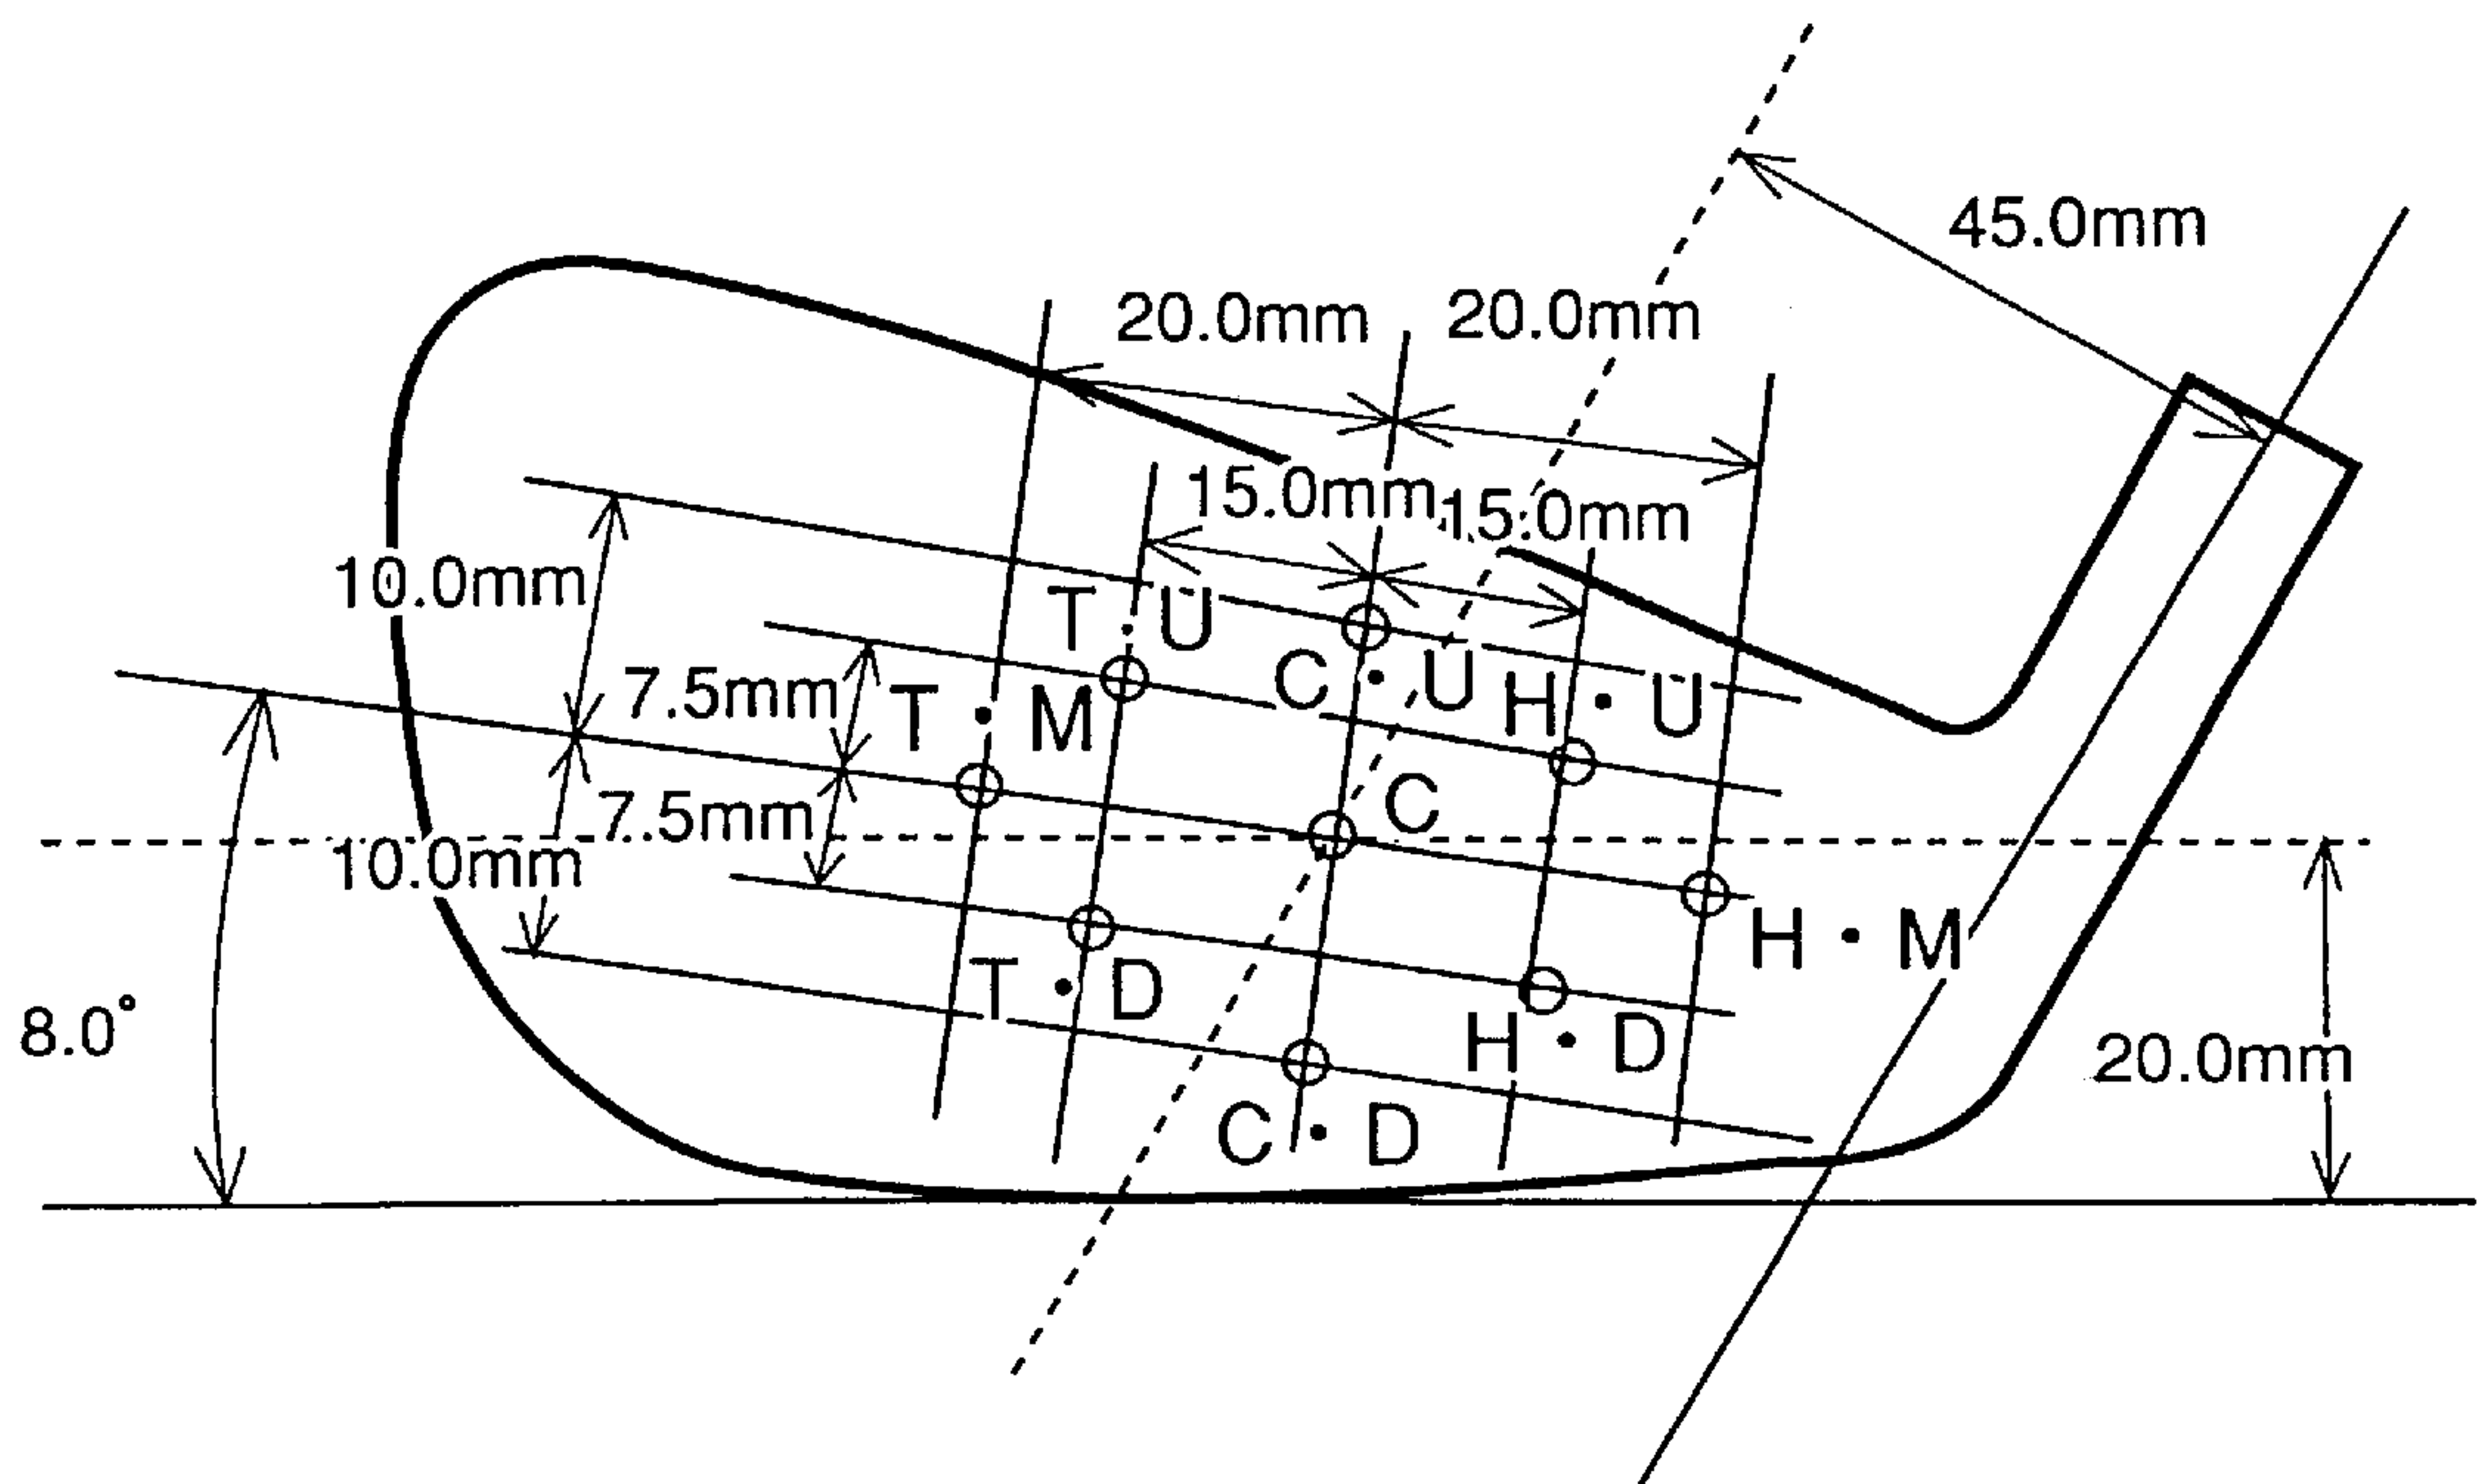 45.0mm
20.0mm 20.0mm
15.0mm 15.0mm
10.0mm
T・U
C・U
H・U
7.5mm
T・M
C
7.5mm
10.0mm
H・M
T・D
8.0°
H・D
20.0mm
C・D